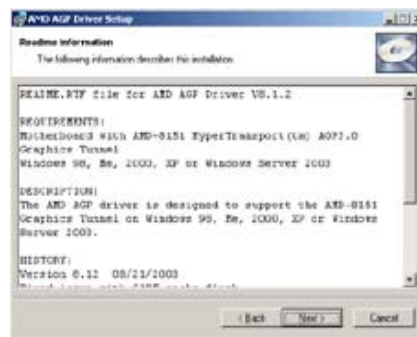 AMD AGP Driver Setup
Readme Information
The following information describes this installation.
README.RTF file for AMD AGP Driver V8.1.2
REQUIREMENTS:
Motherboard with AMD-8151 HyperTransport(tm) AGP3.0
Graphics Tunnel
Windows 98, Me, 2000, XP or Windows Server 2003
DESCRIPTION:
The AMD AGP driver is designed to support the AMD-8151
Graphics Tunnel on Windows 98, Me, 2000, XP or Windows
Server 2003.
HISTORY:
Version 8.12 08/21/2003
< Back
Next >
Cancel